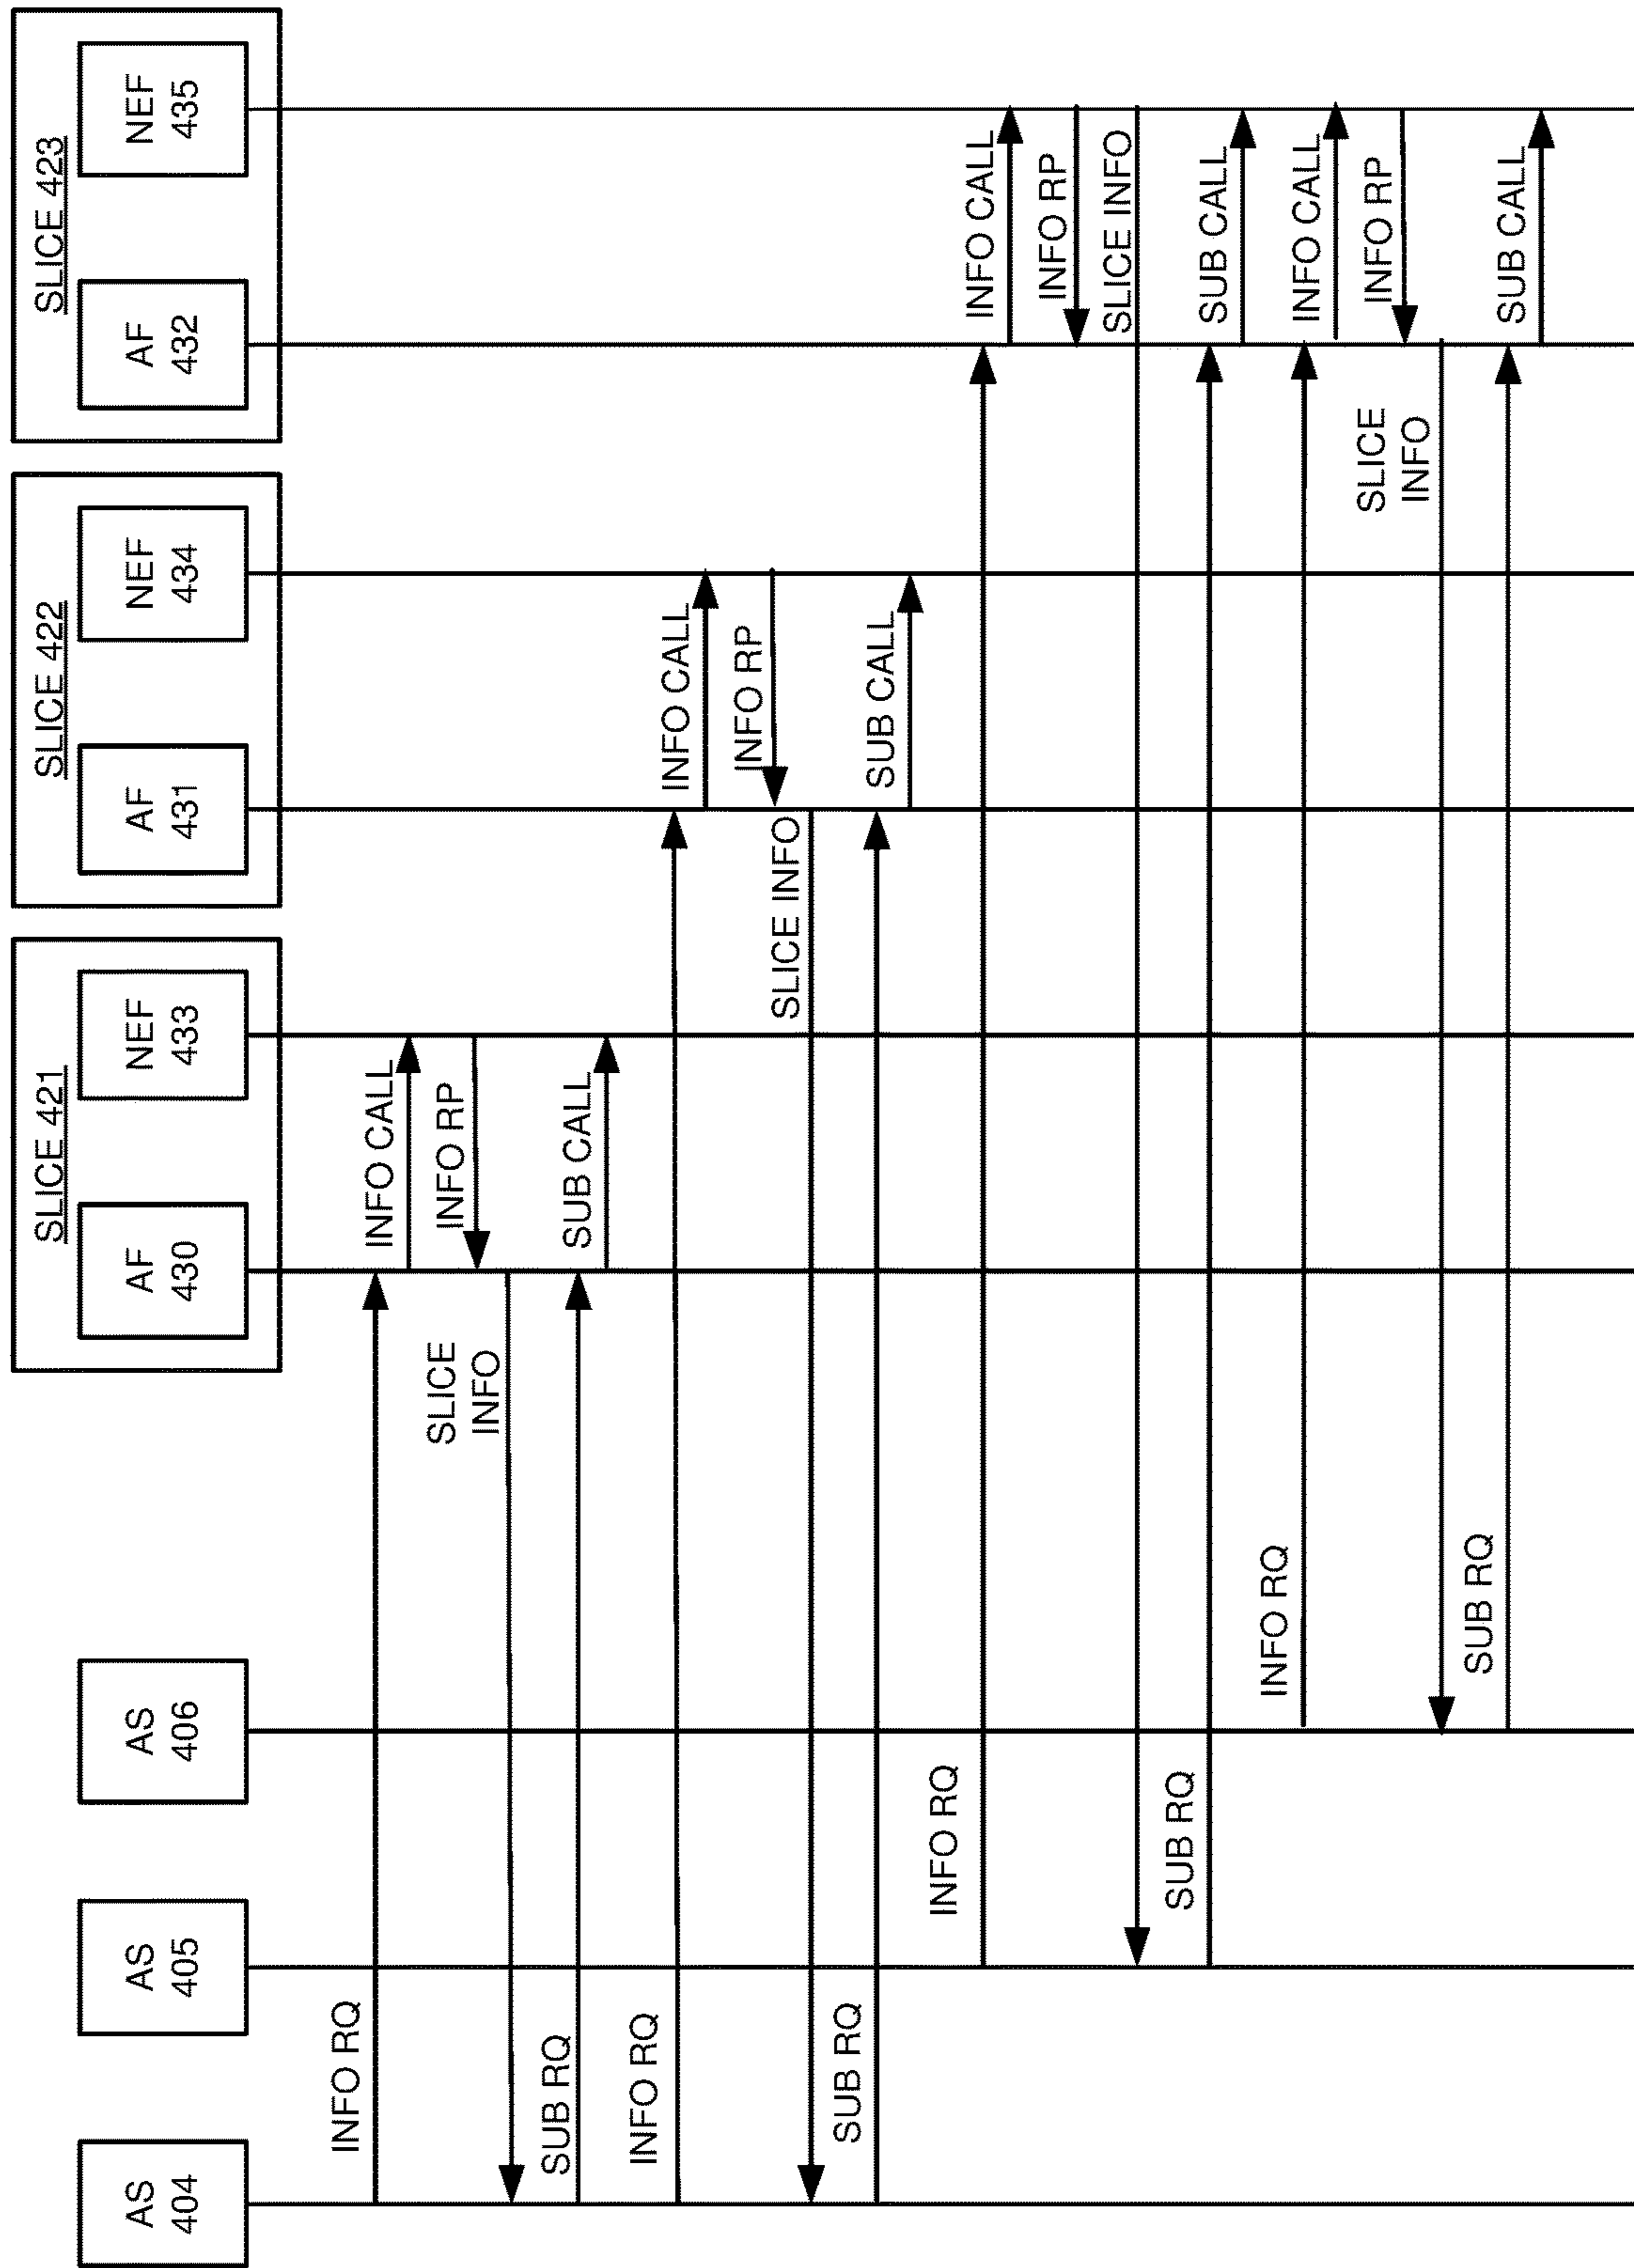 AS
404
AS
405
AS
406
SLICE 421
AF
430
NEF
433
SLICE 422
AF
431
NEF
434
SLICE 423
AF
432
NEF
435
INFO RQ
INFO CALL
INFO RP
SLICE
INFO
SUB RQ
SUB CALL
INFO RQ
INFO CALL
INFO RP
SLICE INFO
SUB RQ
SUB CALL
INFO RQ
INFO CALL
INFO RP
SLICE INFO
SUB RQ
SUB CALL
INFO RQ
INFO CALL
INFO RP
SLICE
INFO
SUB RQ
SUB CALL